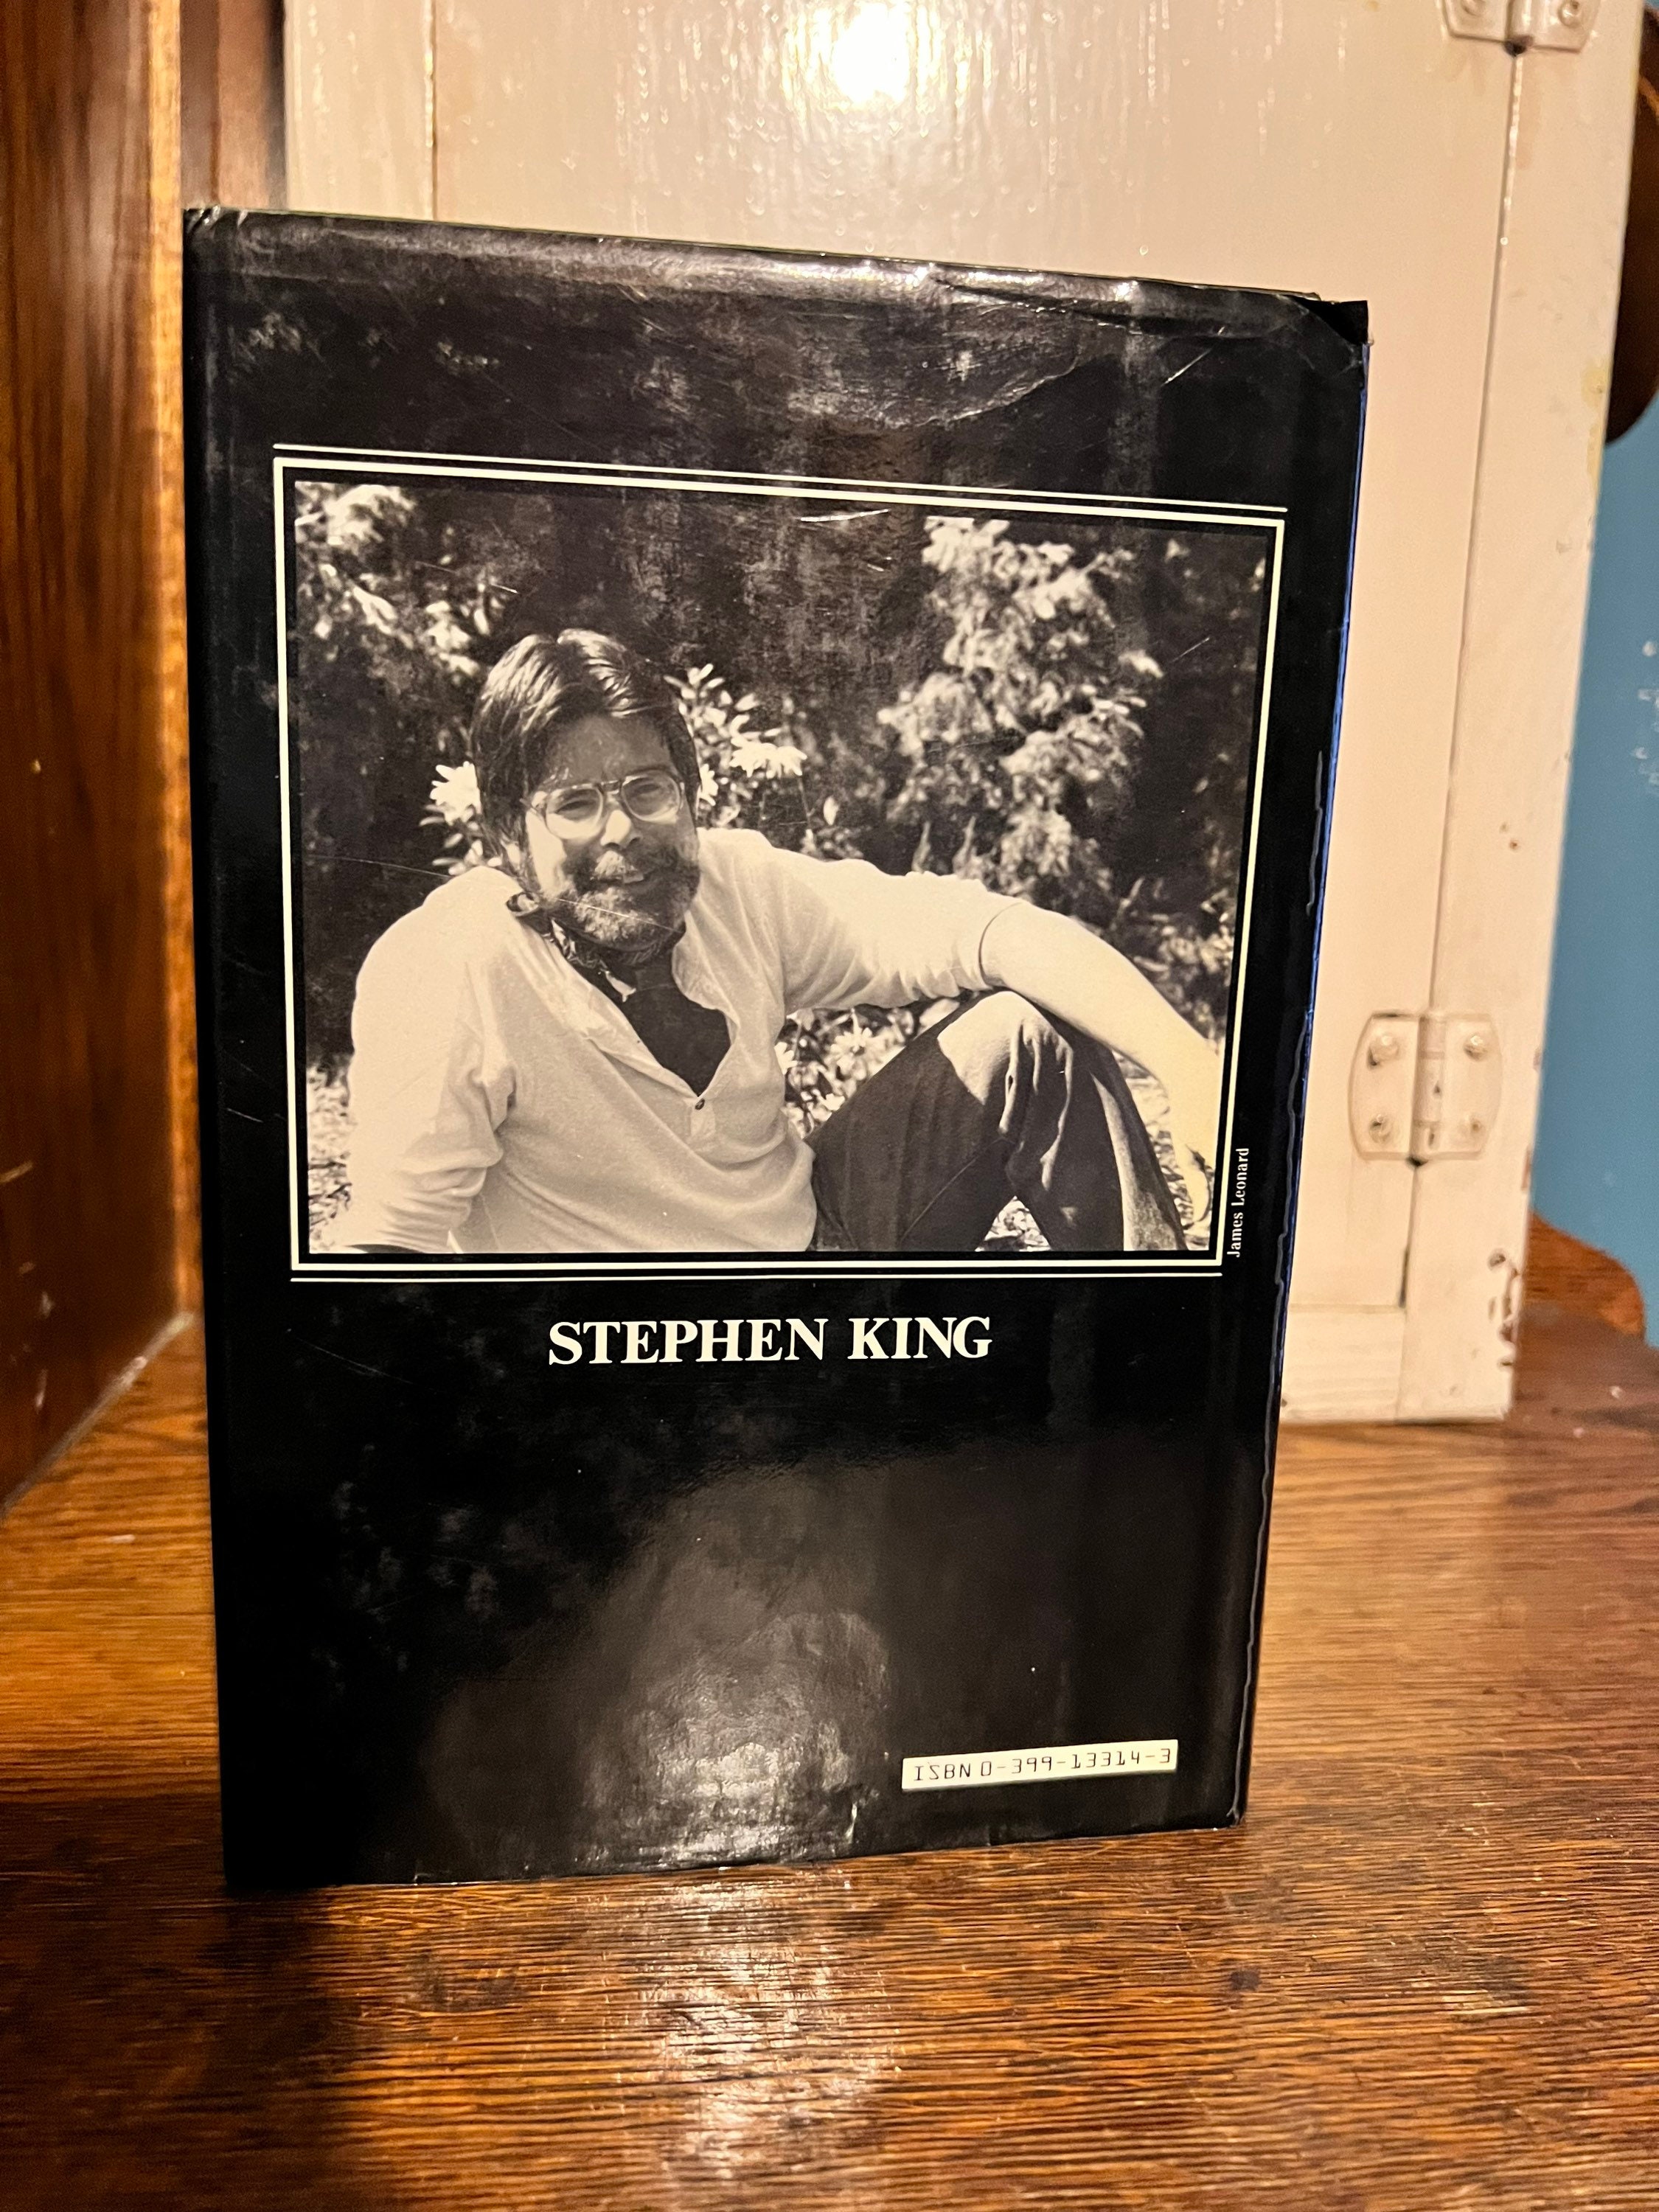 James Leonard
STEPHEN KING
ISBN 0-399-13314-3